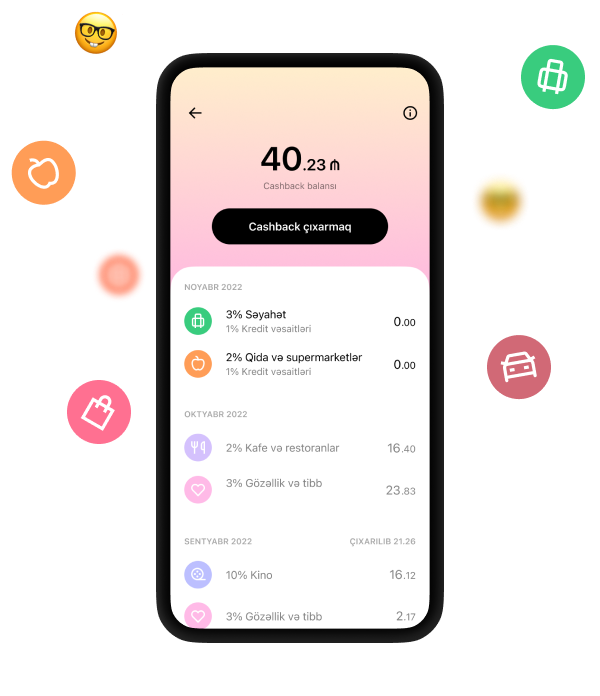 40.23 ₼
Cashback balansı
Cashback çıxarmaq
NOYABR 2022
3% Səyahət
1% Kredit vəsaitləri
0.00
2% Qida və supermarketlər
1% Kredit vəsaitləri
0.00
OKTYABR 2022
2% Kafe və restoranlar
16.40
3% Gözəllik və tibb
23.83
SENTYABR 2022 ÇIXARILIB 21.26
10% Kino
16.12
3% Gözəllik və tibb
2.17